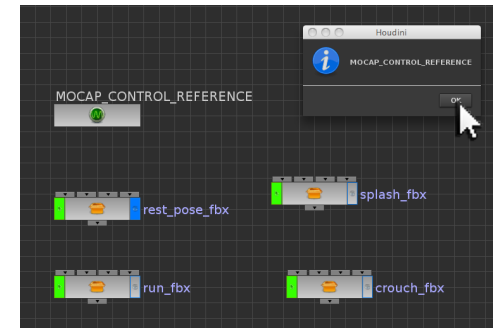 Houdini
MOCAP_CONTROL_REFERENCE
OK
MOCAP_CONTROL_REFERENCE
splash_fbx
rest_pose_fbx
run_fbx
crouch_fbx